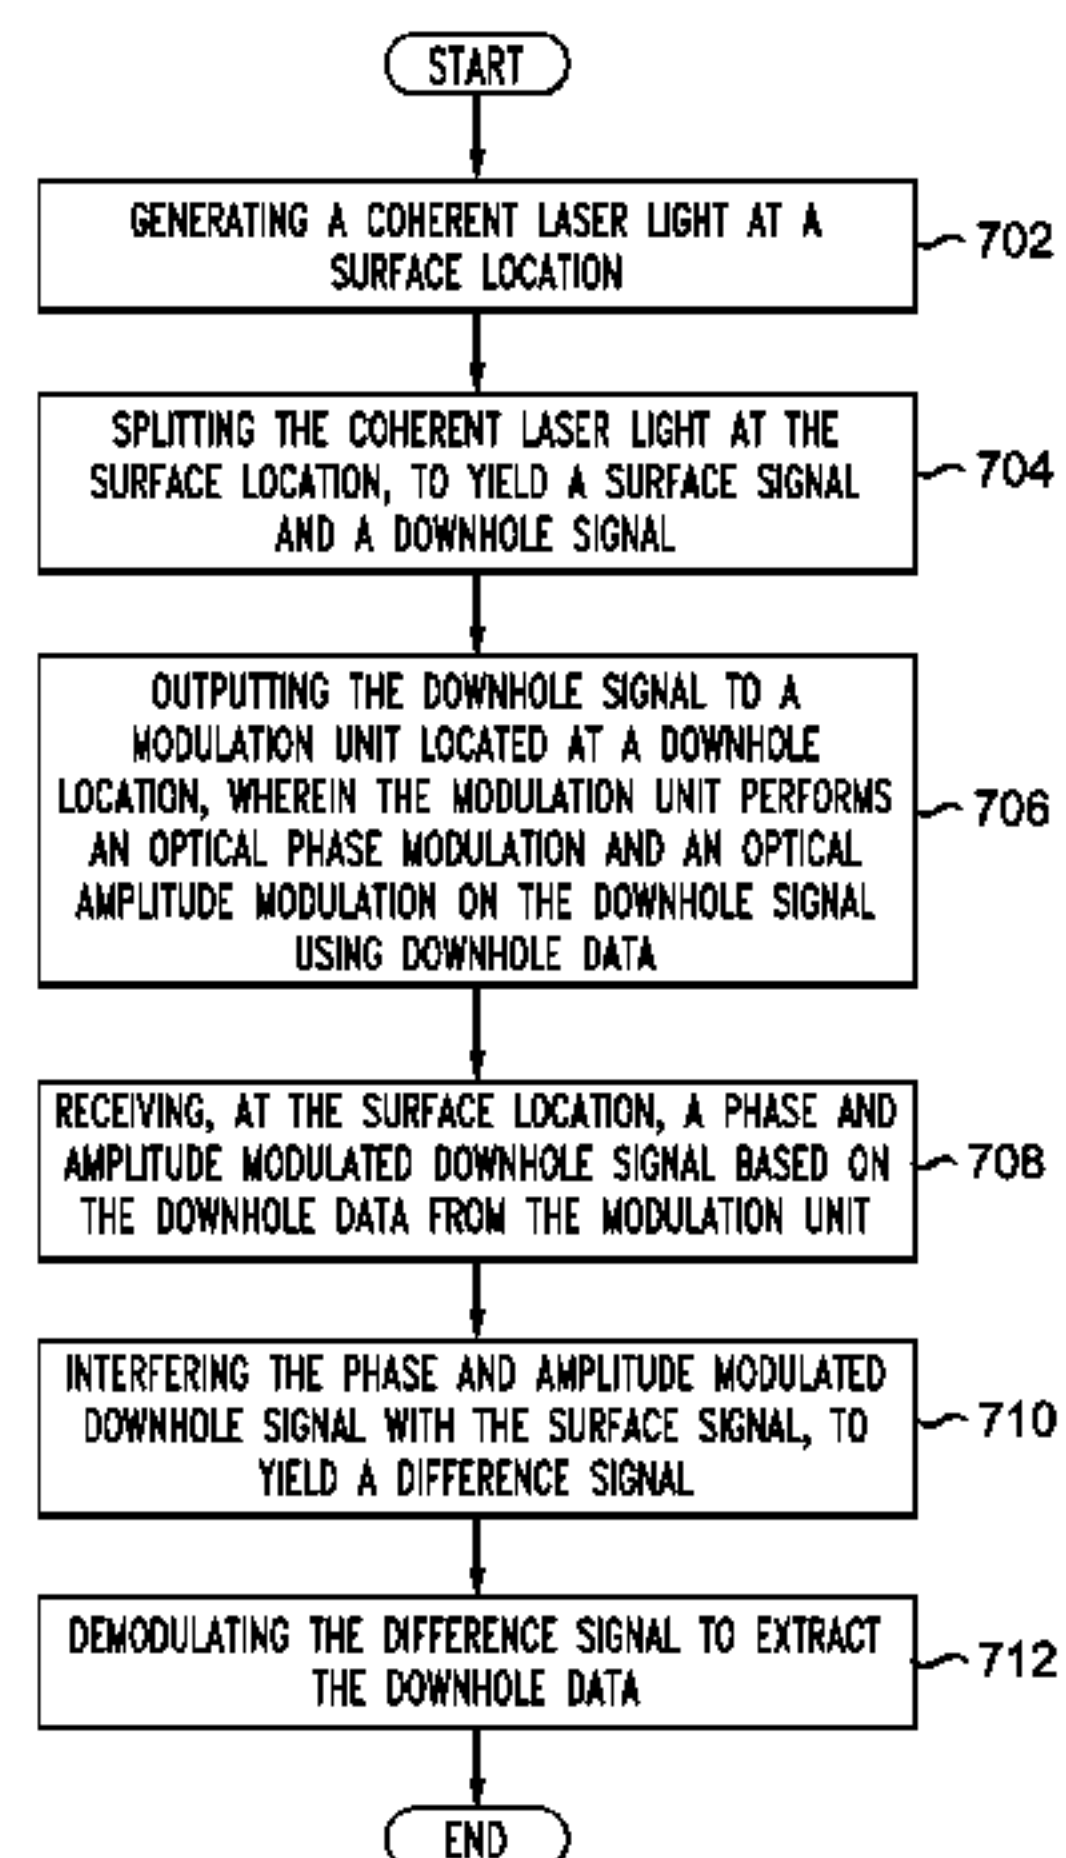 START
GENERATING A COHERENT LASER LIGHT AT A
SURFACE LOCATION
702
SPLITTING THE COHERENT LASER LIGHT AT THE
SURFACE LOCATION, TO YIELD A SURFACE SIGNAL
AND A DOWNHOLE SIGNAL
704
OUTPUTTING THE DOWNHOLE SIGNAL TO A
MODULATION UNIT LOCATED AT A DOWNHOLE
LOCATION, WHEREIN THE MODULATION UNIT PERFORMS
AN OPTICAL PHASE MODULATION AND AN OPTICAL
AMPLITUDE MODULATION ON THE DOWNHOLE SIGNAL
USING DOWNHOLE DATA
706
RECEIVING, AT THE SURFACE LOCATION, A PHASE AND
AMPLITUDE MODULATED DOWNHOLE SIGNAL BASED ON
THE DOWNHOLE DATA FROM THE MODULATION UNIT
708
INTERFERING THE PHASE AND AMPLITUDE MODULATED
DOWNHOLE SIGNAL WITH THE SURFACE SIGNAL, TO
YIELD A DIFFERENCE SIGNAL
710
DEMODULATING THE DIFFERENCE SIGNAL TO EXTRACT
THE DOWNHOLE DATA
712
END